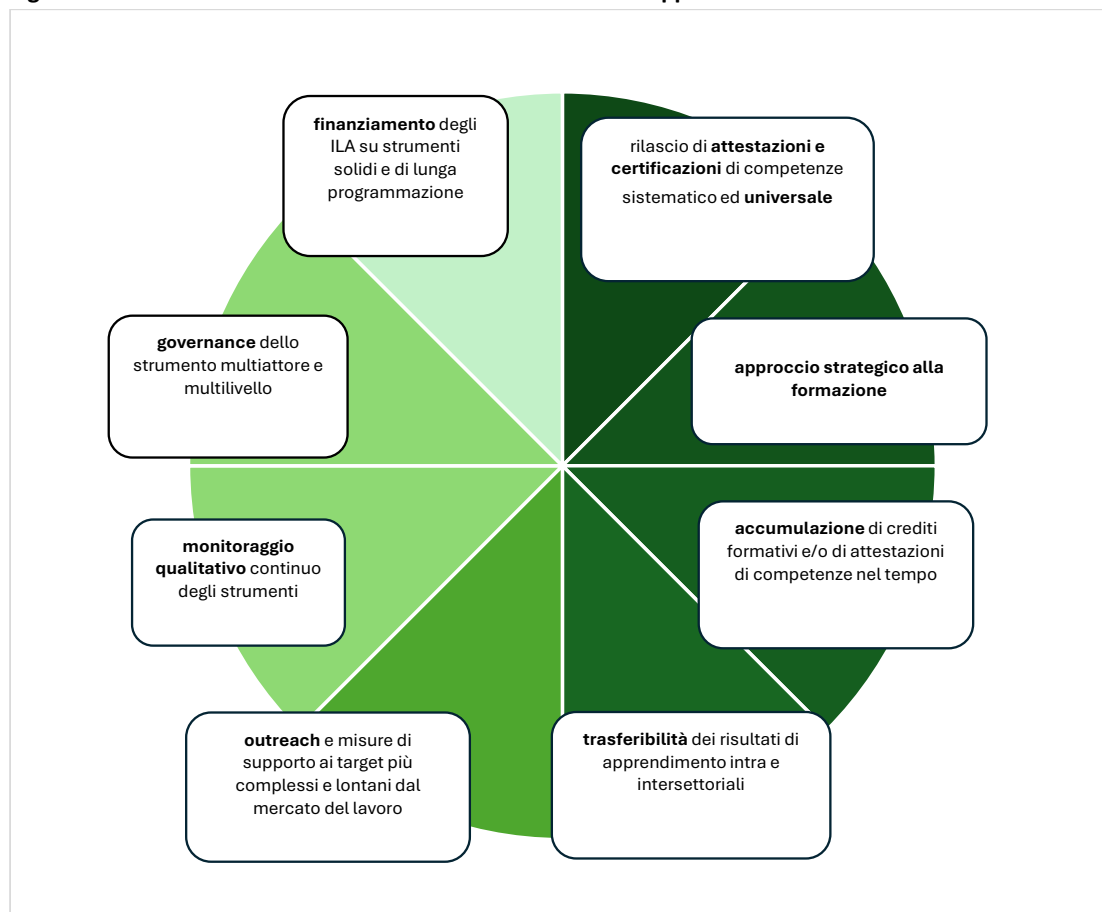 finanziamento degli
ILA su strumenti
solidi e di lunga
programmazione
rilascio di attestazioni e
certificazioni di competenze
sistematico ed universale
governance dello
strumento multiattore e
multilivello
approccio strategico alla
formazione
monitoraggio
qualitativo continuo
degli strumenti
accumulazione di crediti
formativi e/o di attestazioni
di competenze nel tempo
outreach e misure di
supporto ai target più
complessi e lontani dal
mercato del lavoro
trasferibilità dei risultati di
apprendimento intra e
intersettoriali